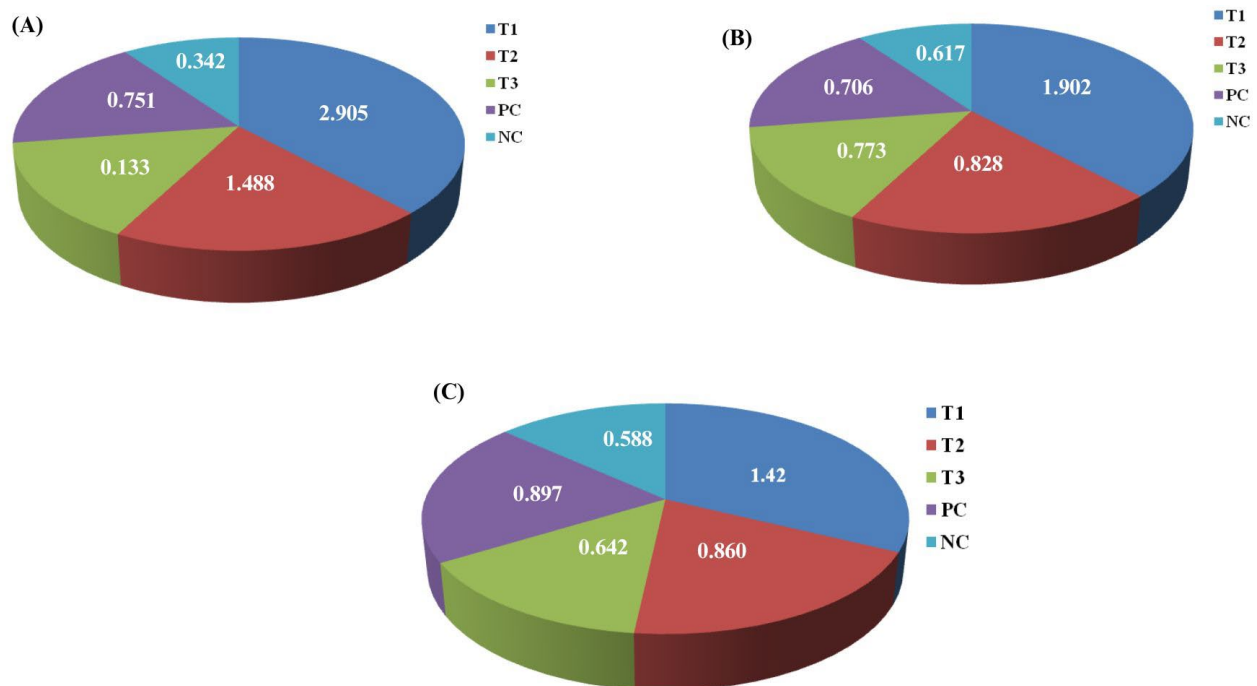 (A)
0.342
2.905
0.751
0.133
1.488
T1
T2
T3
PC
NC
(B)
0.617
1.902
0.706
0.773
0.828
T1
T2
T3
PC
NC
(C)
0.588
1.42
0.897
0.642
0.860
T1
T2
T3
PC
NC